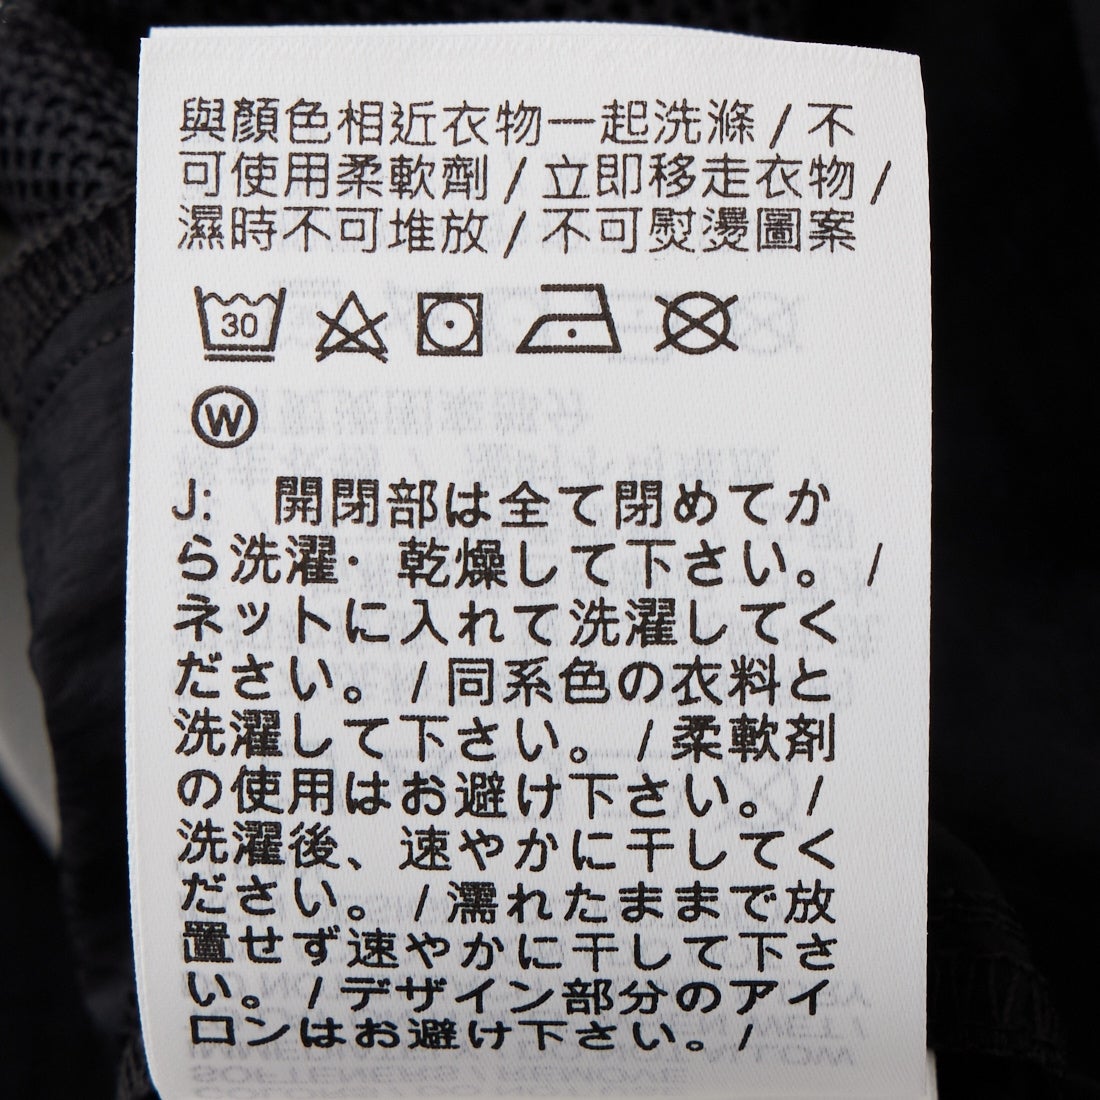 與顏色相近衣物一起洗滌 / 不
可使用柔軟劑 / 立即移走衣物 /
濕時不可堆放 / 不可熨燙圖案
30
W
J: 開閉部は全て閉めてか
ら洗濯・乾燥して下さい。 /
ネットに入れて洗濯してく
ださい。 / 同系色の衣料と
洗濯して下さい。 / 柔軟剤
の使用はお避け下さい。 /
洗濯後、速やかに干してく
ださい。 / 濡れたままで放
置せず速やかに干して下さ
い。 / デザイン部分のアイ
ロンはお避け下さい。 /